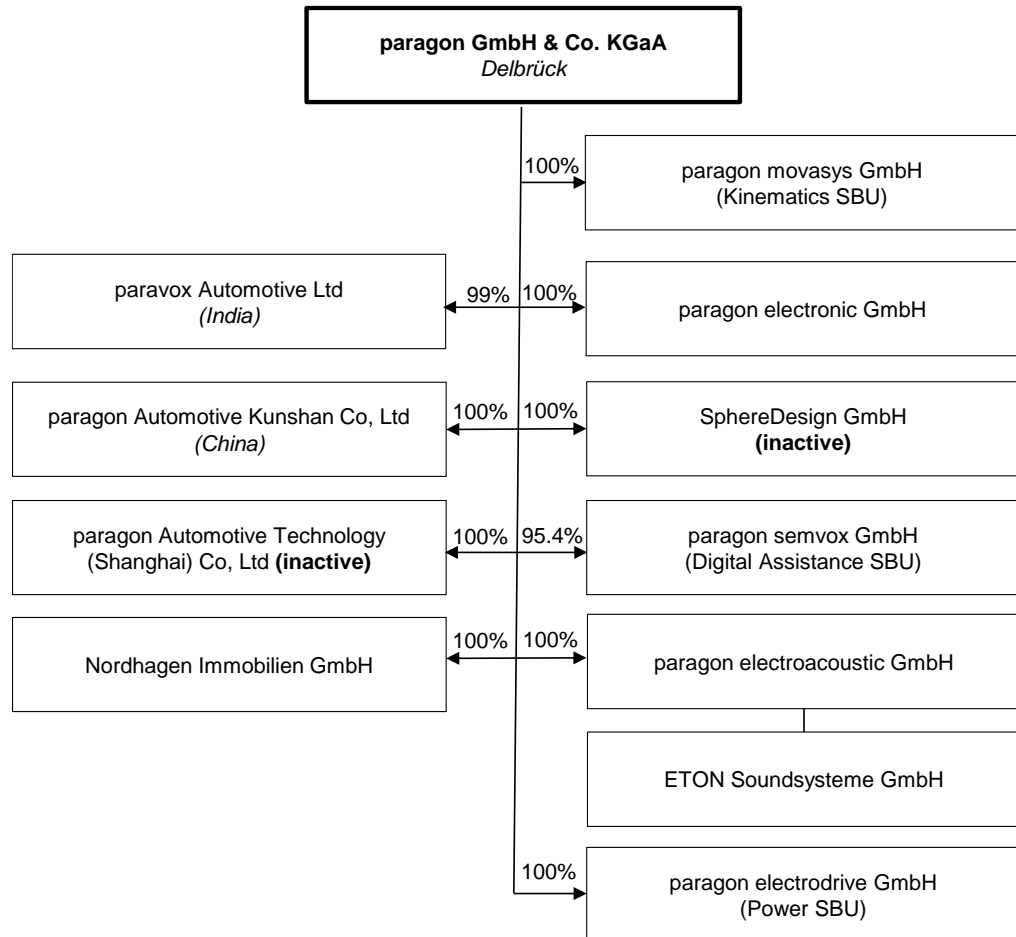 paragon GmbH & Co. KGaA
Delbrück
100%
paragon movasys GmbH
(Kinematics SBU)
paravox Automotive Ltd
(India)
99%
100%
paragon electronic GmbH
paragon Automotive Kunshan Co, Ltd
(China)
100%
100%
SphereDesign GmbH
(inactive)
paragon Automotive Technology
(Shanghai) Co, Ltd (inactive)
100%
95.4%
paragon semvox GmbH
(Digital Assistance SBU)
Nordhagen Immobilien GmbH
100%
100%
paragon electroacoustic GmbH
ETON Soundsysteme GmbH
100%
paragon electrodrive GmbH
(Power SBU)